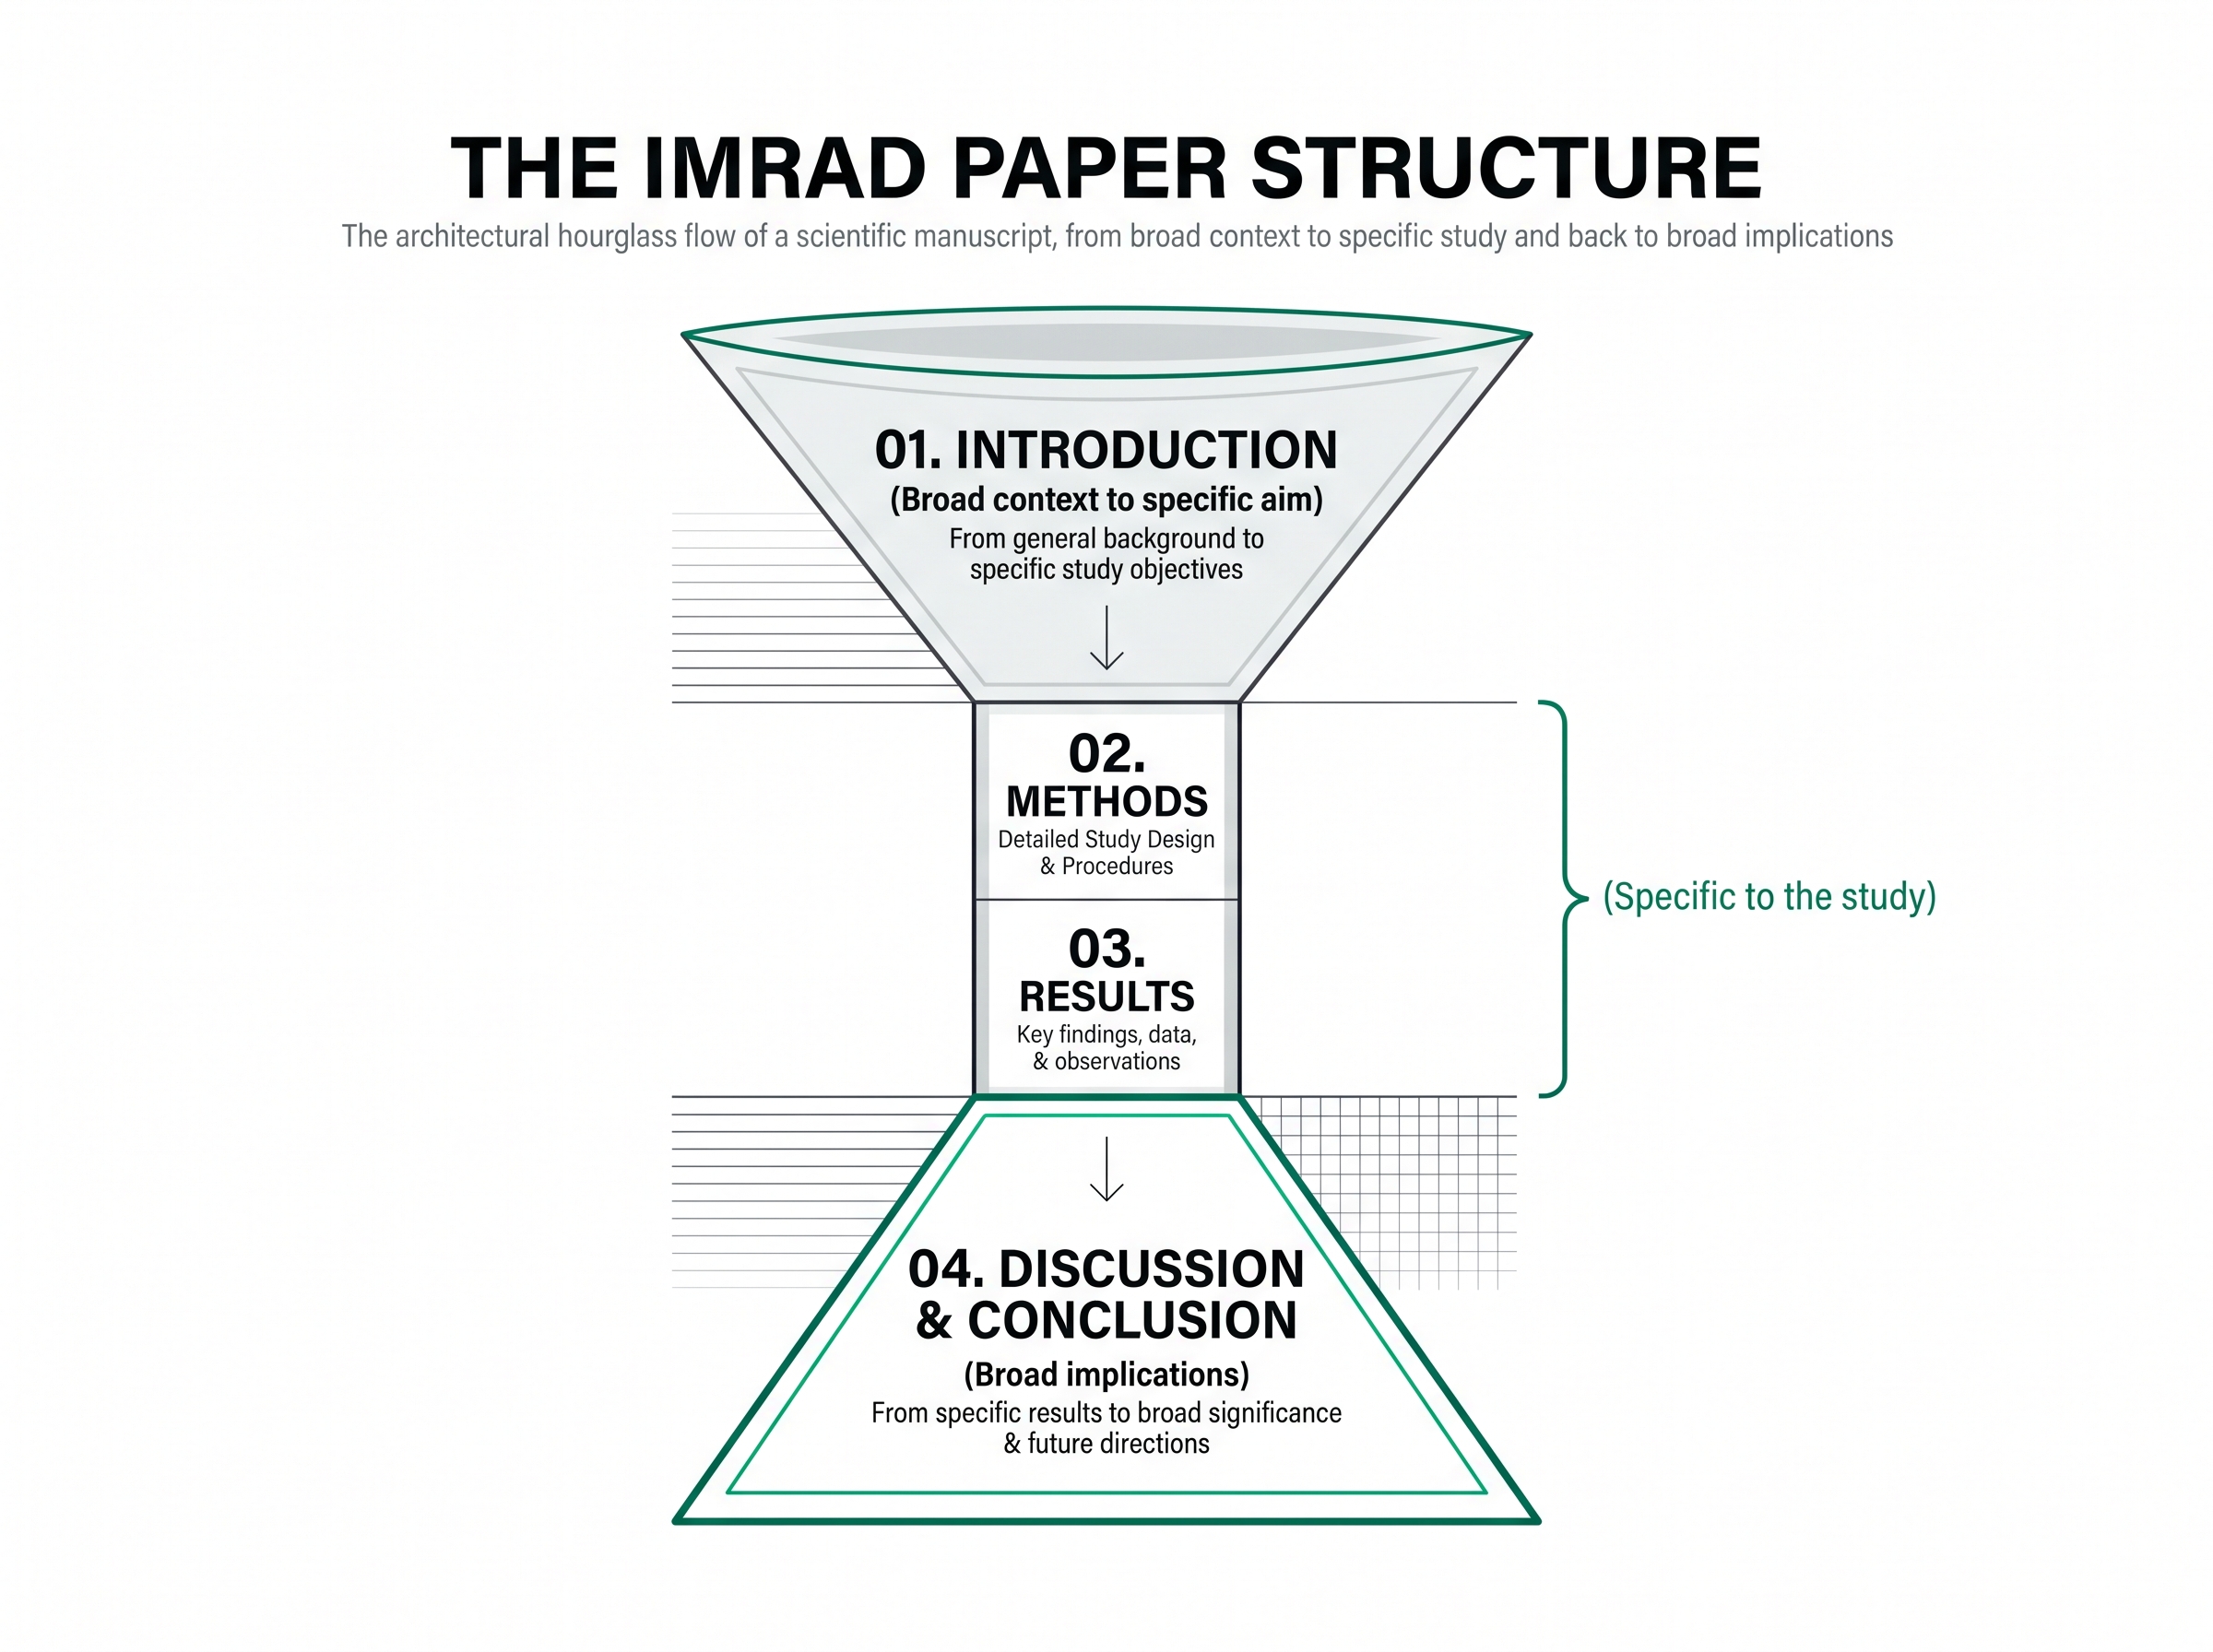 THE IMRAD PAPER STRUCTURE
The architectural hourglass flow of a scientific manuscript, from broad context to specific study and back to broad implications
01. INTRODUCTION
(Broad context to specific aim)
From general background to
specific study objectives
02.
METHODS
Detailed Study Design
& Procedures
(Specific to the study)
03.
RESULTS
Key findings, data,
& observations
04. DISCUSSION
& CONCLUSION
(Broad implications)
From specific results to broad significance
& future directions